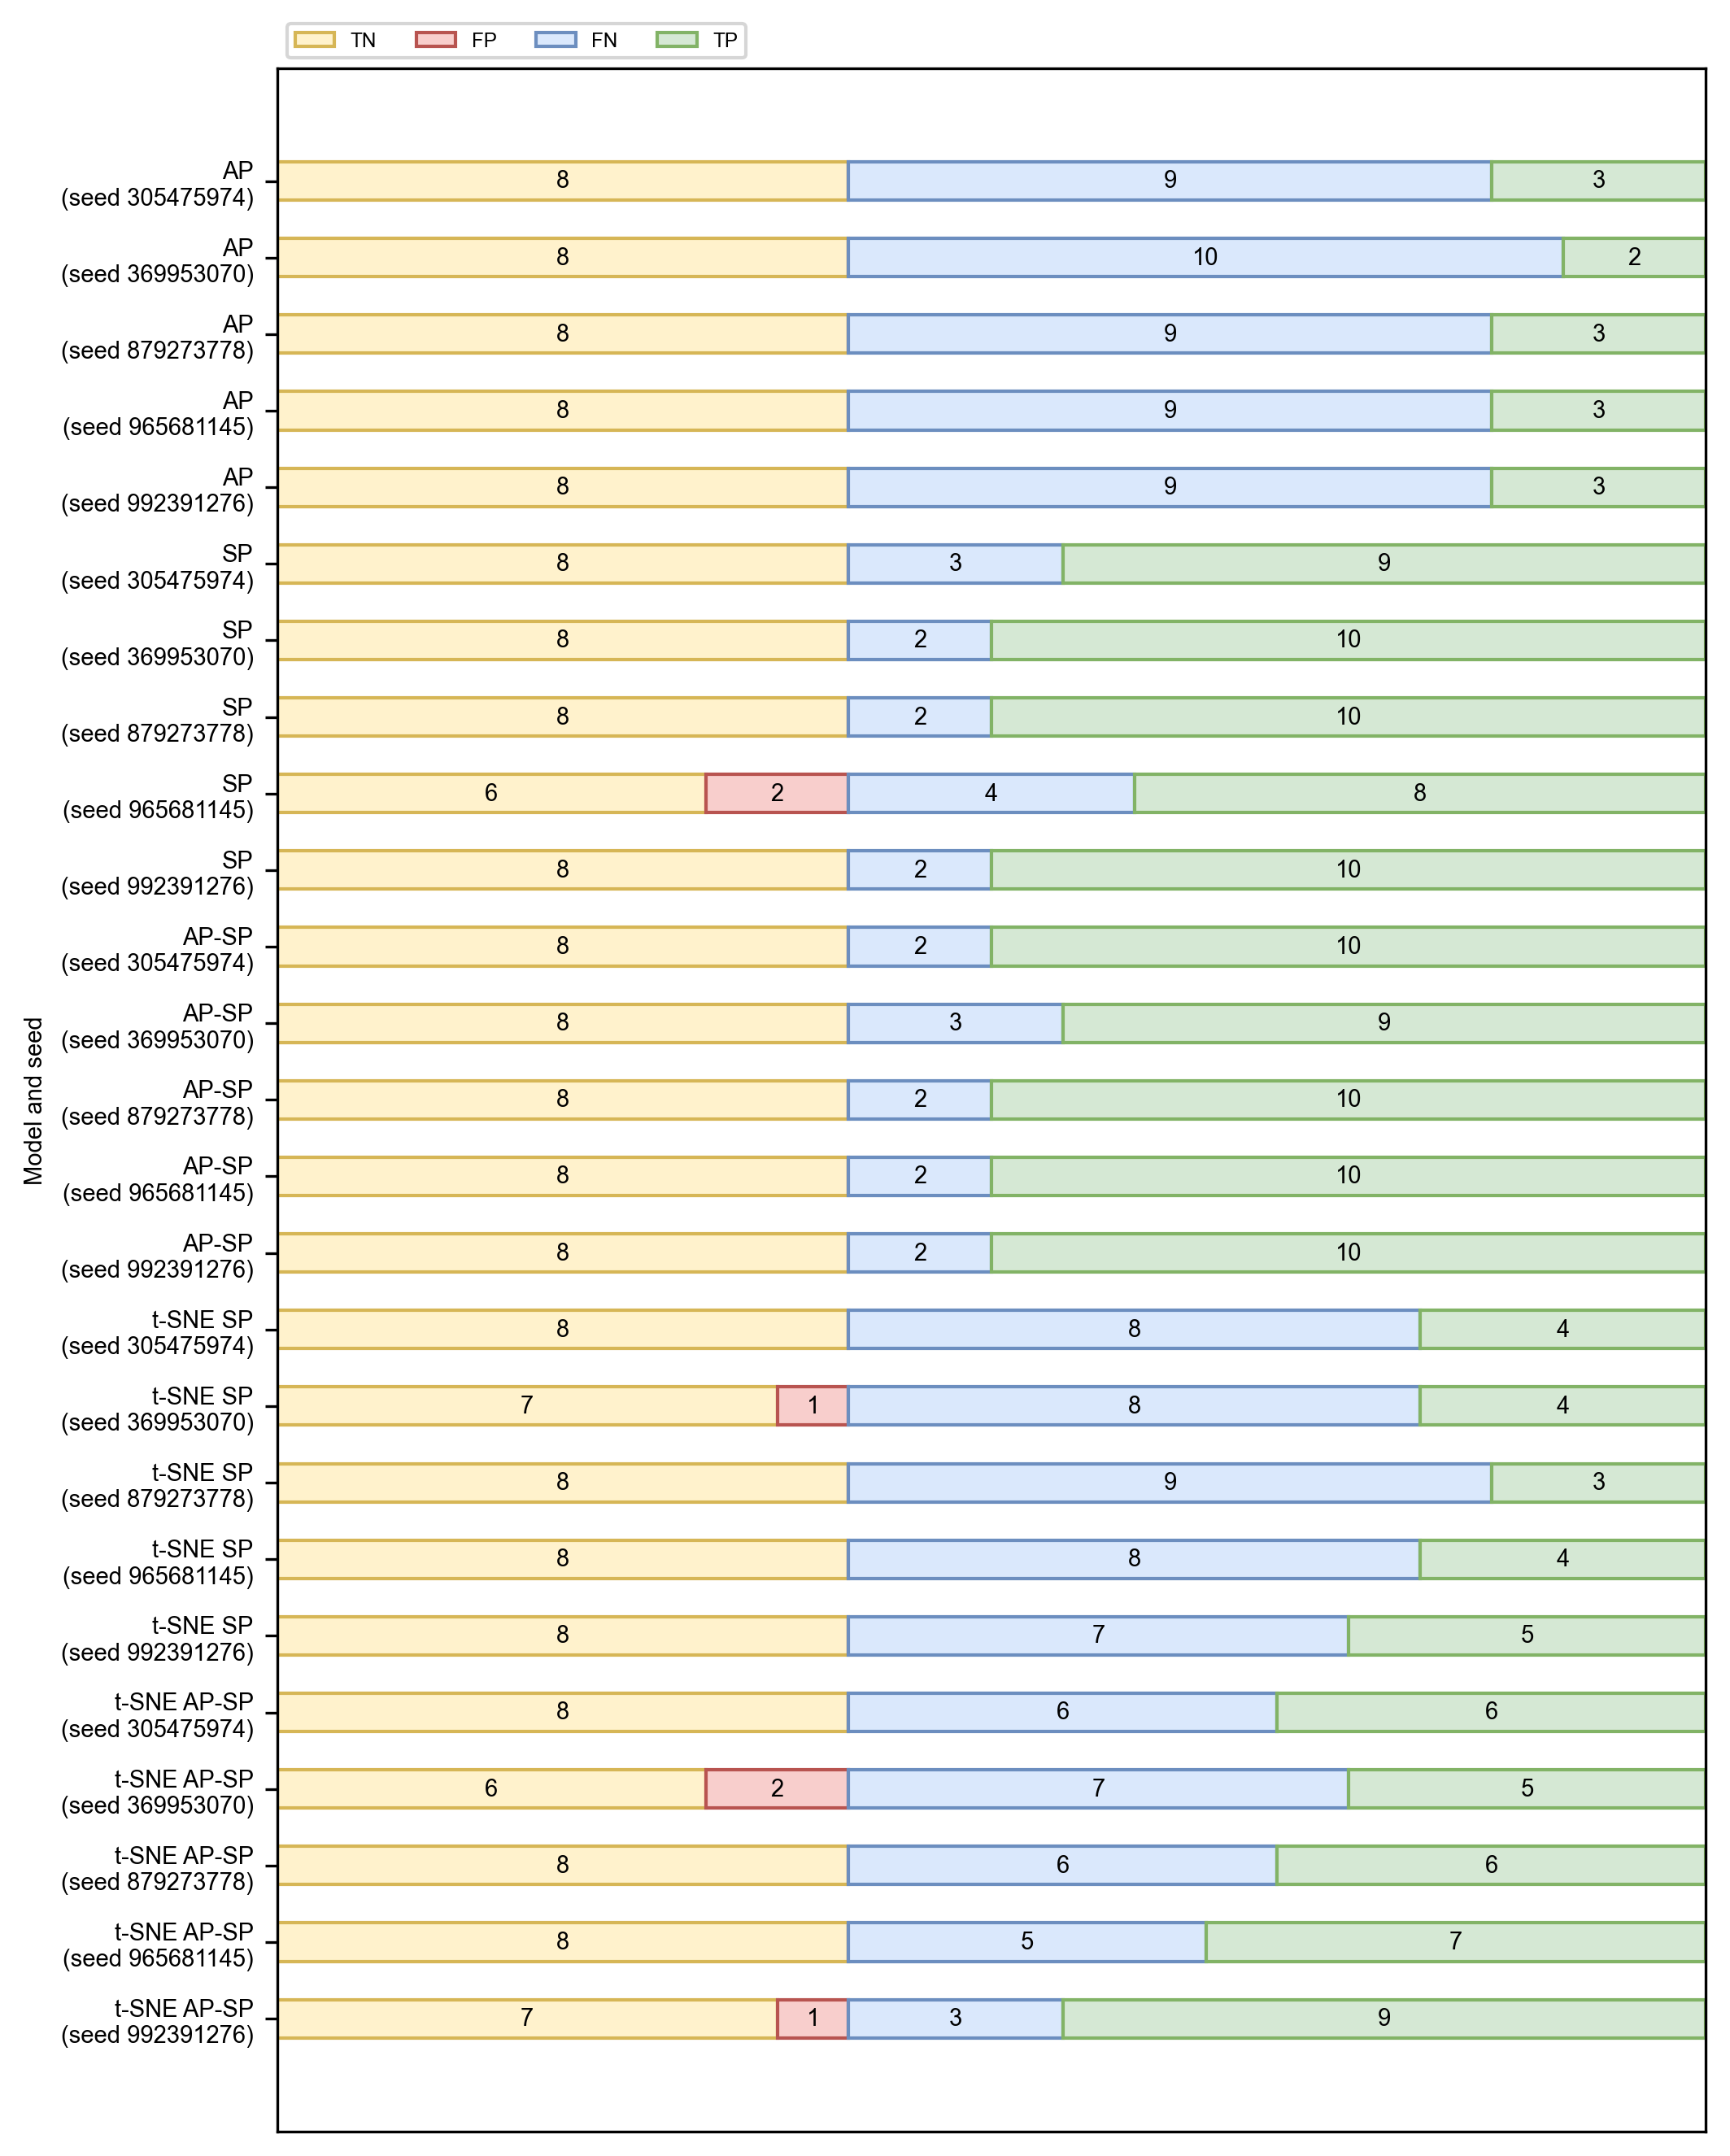 TN FP FN TP
AP
(seed 305475974)
8 9 3
AP
(seed 369953070)
8 10 2
AP
(seed 879273778)
8 9 3
AP
(seed 965681145)
8 9 3
AP
(seed 992391276)
8 9 3
SP
(seed 305475974)
8 3 9
SP
(seed 369953070)
8 2 10
SP
(seed 879273778)
8 2 10
SP
(seed 965681145)
6 2 4 8
SP
(seed 992391276)
8 2 10
AP-SP
(seed 305475974)
8 2 10
AP-SP
(seed 369953070)
8 3 9
AP-SP
(seed 879273778)
8 2 10
AP-SP
(seed 965681145)
8 2 10
AP-SP
(seed 992391276)
8 2 10
t-SNE SP
(seed 305475974)
8 8 4
t-SNE SP
(seed 369953070)
7 1 8 4
t-SNE SP
(seed 879273778)
8 9 3
t-SNE SP
(seed 965681145)
8 8 4
t-SNE SP
(seed 992391276)
8 7 5
t-SNE AP-SP
(seed 305475974)
8 6 6
t-SNE AP-SP
(seed 369953070)
6 2 7 5
t-SNE AP-SP
(seed 879273778)
8 6 6
t-SNE AP-SP
(seed 965681145)
8 5 7
t-SNE AP-SP
(seed 992391276)
7 1 3 9
Model and seed